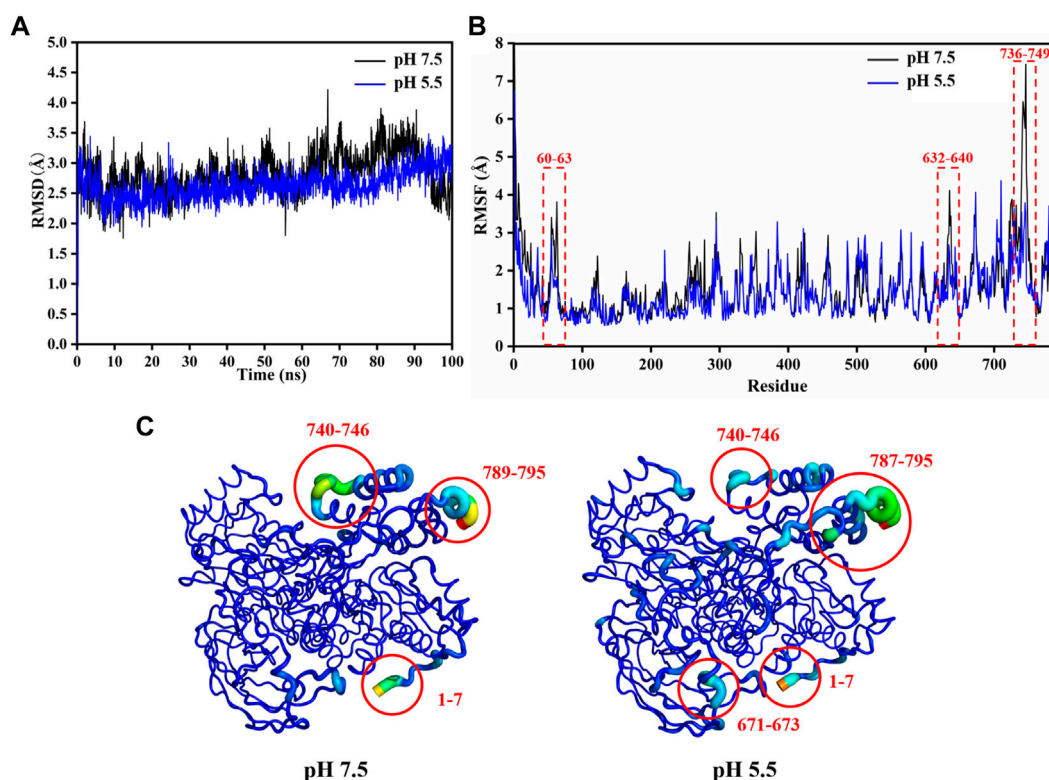 A
5.0
4.5
4.0
3.5
3.0
2.5
2.0
1.5
1.0
0.5
0.0
RMSD (Å)
pH 7.5
pH 5.5
0 10 20 30 40 50 60 70 80 90 100
Time (ns)
B
8
7
6
5
4
3
2
1
0
RMSF (Å)
pH 7.5
pH 5.5
736-749
60-63
632-640
0 100 200 300 400 500 600 700
Residue
C
740-746
789-795
1-7
pH 7.5
740-746
787-795
671-673
1-7
pH 5.5